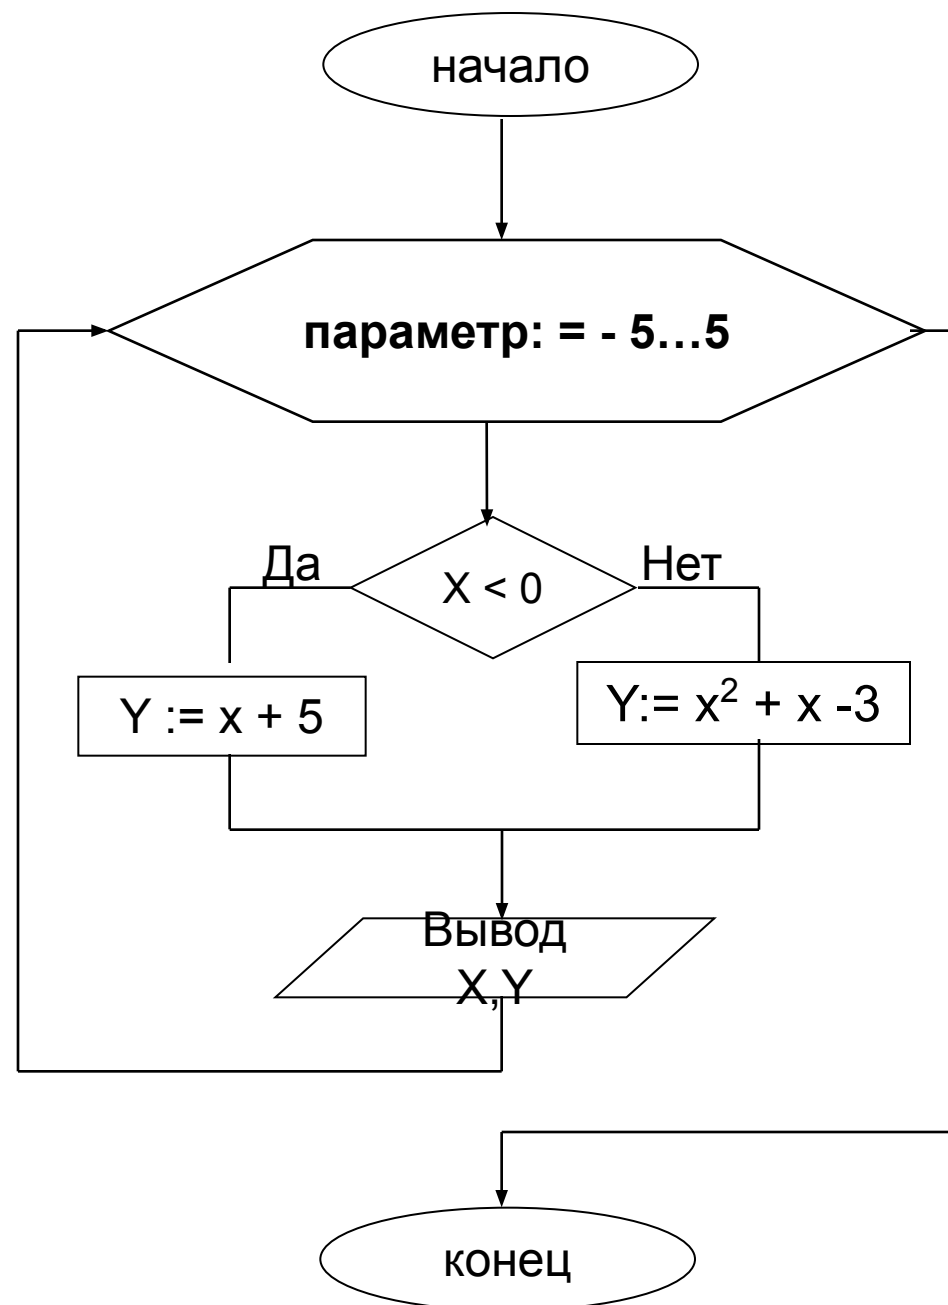 начало
параметр: = - 5…5
Да
X < 0
Нет
Y := x + 5
Y:= x² + x -3
Вывод
X,Y
конец